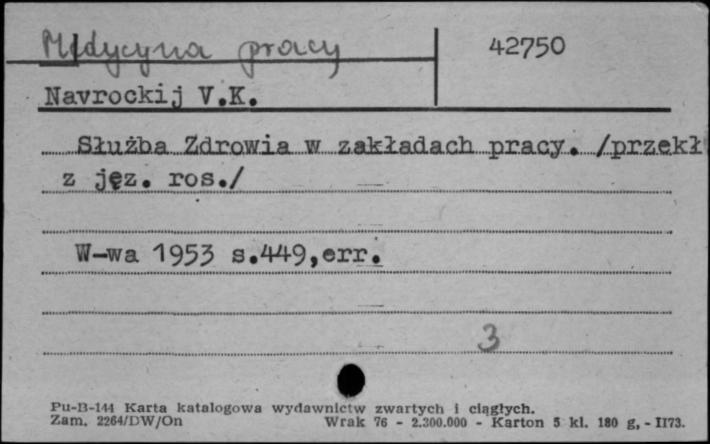 Medycyna pracy
42750
Navrockij V.K.
Służba Zdrowia w zakładach pracy. /przekł
z jęz. ros./
W-wa 1953 s.449,err.
3
Pu-B-144 Karta katalogowa wydawnictw zwartych i ciągłych.
Zam. 2264/DW/On Wrak 76 - 2.300.000 - Karton 5 kl. 180 g, - II73.